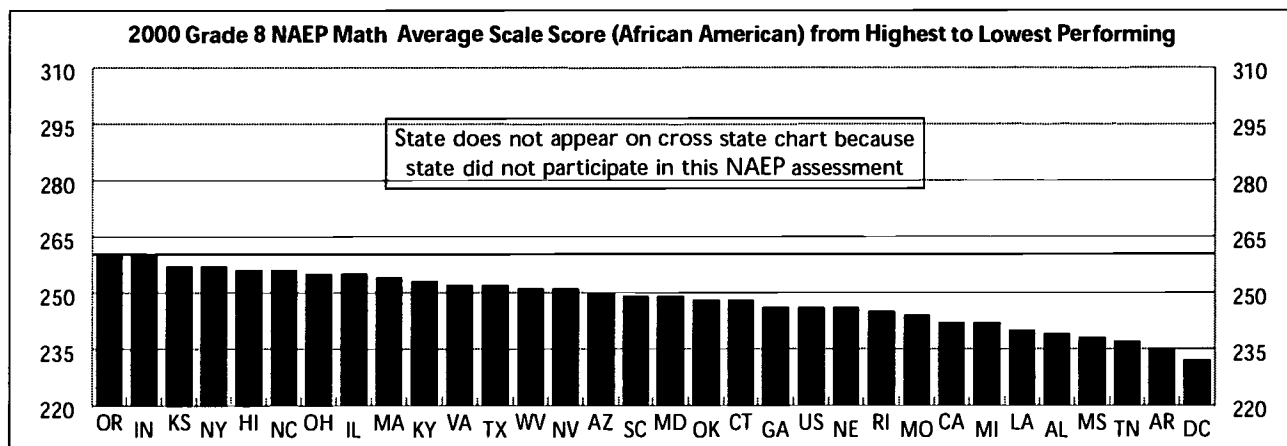 2000 Grade 8 NAEP Math Average Scale Score (African American) from Highest to Lowest Performing
310 310
295 295
State does not appear on cross state chart because
state did not participate in this NAEP assessment
280 280
265 265
250 250
235 235
220 220
OR IN KS NY HI NC OH IL MA KY VA TX WV NV AZ SC MD OK CT GA US NE RI MO CA MI LA AL MS TN AR DC